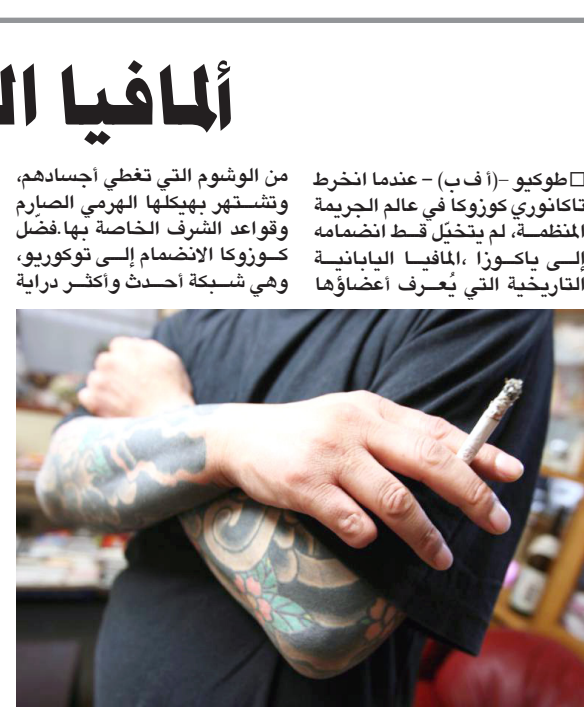 ألمافيا ال
□طوكيو –(أ ف ب) – عندما انخرط
تاكانوري كوزوكا في عالم الجريمة
المنظمة، لم يتخيّل قط انضمامه
إلى ياكوزا ،المافيا اليابانية
التاريخية التي يُعرف أعضاؤها
من الوشوم التي تغطي أجسادهم،
وتشتهر بهيكلها الهرمي الصارم
وقواعد الشرف الخاصة بها.فضّل
كوزوكا الانضمام إلى توكوريو،
وهي شبكة أحدث وأكثر دراية